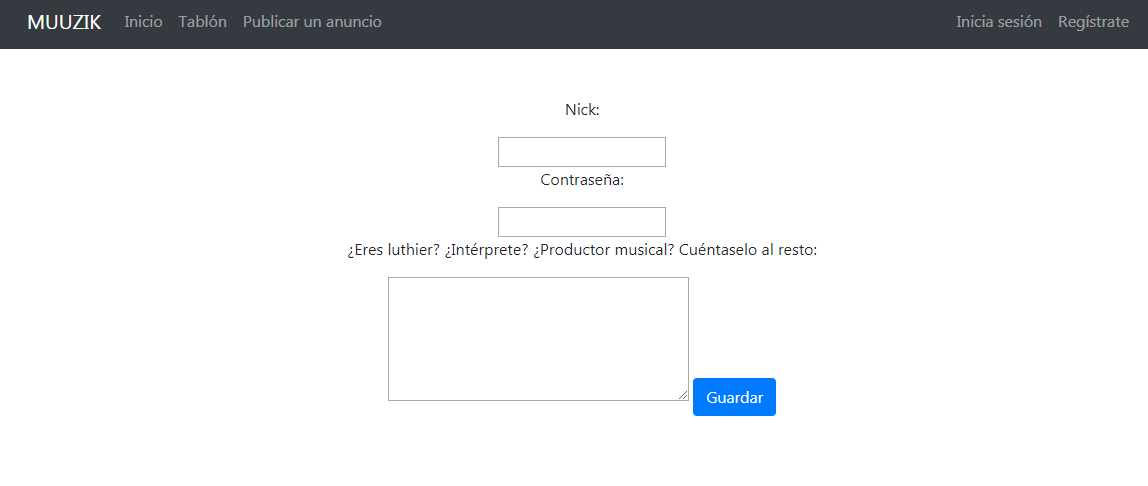 MUUZIK Inicio Tablón Publicar un anuncio Inicia sesión Regístrate
Nick:
Contraseña:
¿Eres luthier? ¿Intérprete? ¿Productor musical? Cuéntaselo al resto:
Guardar